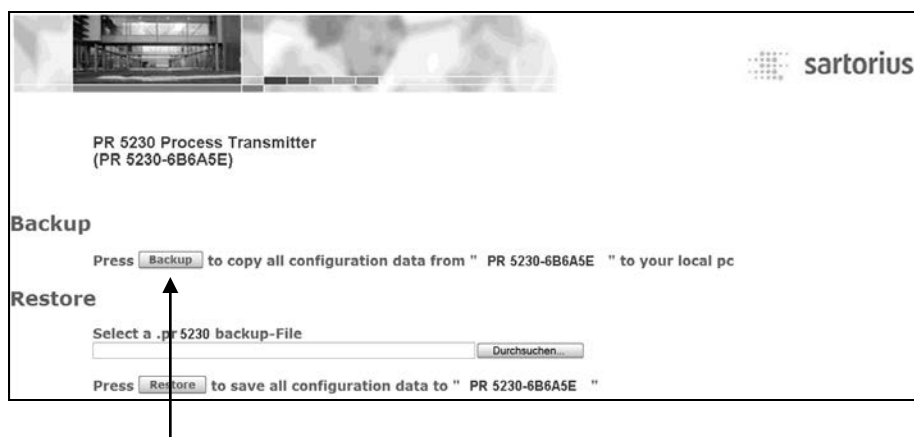 sartorius
PR 5230 Process Transmitter
(PR 5230-6B6A5E)
Backup
Press Backup to copy all configuration data from " PR 5230-6B6A5E " to your local pc
Restore
Select a .pr5230 backup-File
Durchsuchen...
Press Restore to save all configuration data to " PR 5230-6B6A5E "